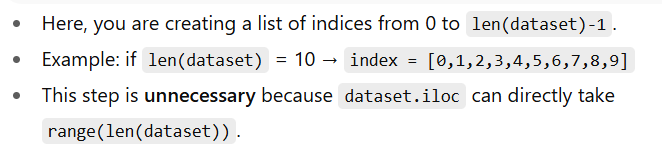 • Here, you are creating a list of indices from 0 to len(dataset)-1 .
• Example: if len(dataset) = 10 → index = [0,1,2,3,4,5,6,7,8,9]
• This step is unnecessary because dataset.iloc can directly take
range(len(dataset)) .